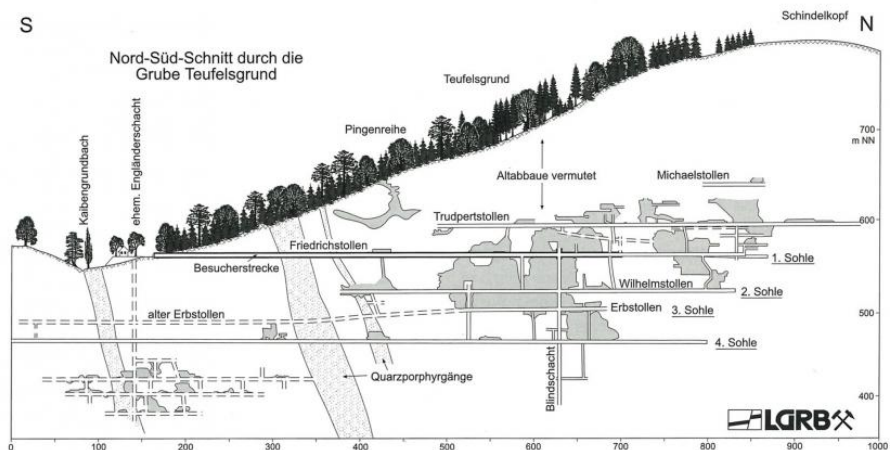 S
Schindelkopf
N
Nord-Süd-Schnitt durch die
Grube Teufelsgrund
Teufelsgrund
Pingenreihe
700
m NN
Kaibengrundbach
ehem. Engländerschacht
Altabbaue vermutet
Michaelstollen
Trudpertstollen
600
Friedrichstollen
Besucherstrecke
1. Sohle
Wilhelmstollen
2. Sohle
alter Erbstollen
Erbstollen
3. Sohle
500
4. Sohle
Quarzporphyrgänge
Blindschacht
400
LGRB
0 100 200 300 400 500 600 700 800 900 1000